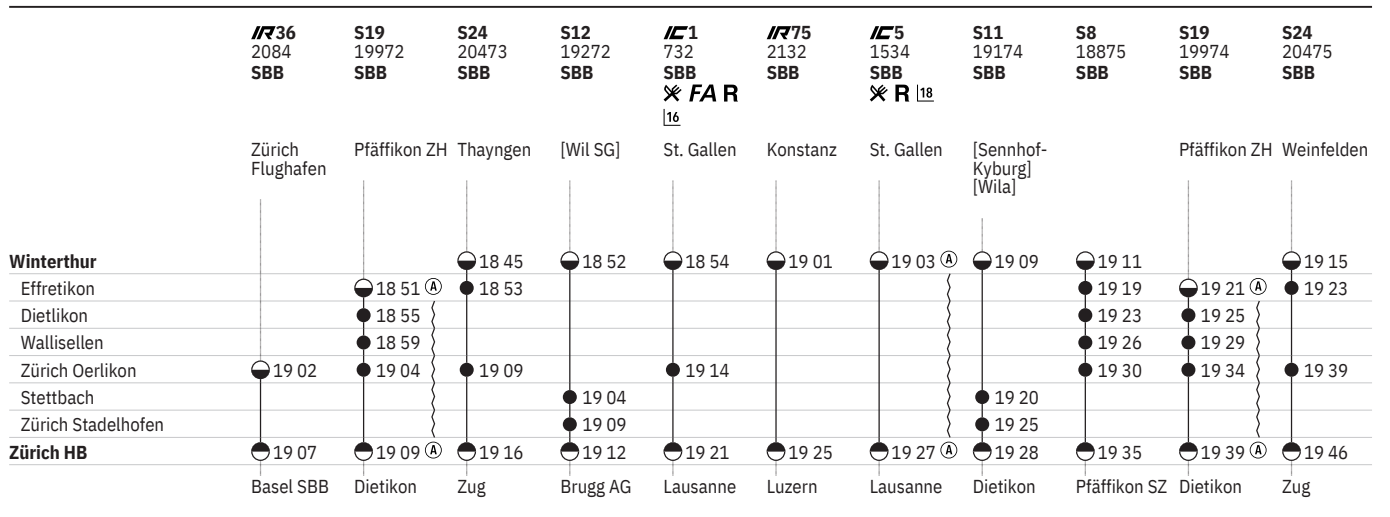 IR36 S19 S24 S12 IC1 IR75 IC5 S11 S8 S19 S24
2084 19972 20473 19272 732 2132 1534 19174 18875 19974 20475
SBB SBB SBB SBB SBB SBB SBB SBB SBB SBB SBB
FA R R 18
16
Zürich Pfäffikon ZH Thayngen [Wil SG] St. Gallen Konstanz St. Gallen [Sennhof- Pfäffikon ZH Weinfelden
Flughafen Kyburg]
[Wila]
Winterthur 18 45 18 52 18 54 19 01 19 03 A 19 09 19 11 19 15
Effretikon 18 51 A 18 53 19 19 19 21 A 19 23
Dietlikon 18 55 19 23 19 25
Wallisellen 18 59 19 26 19 29
Zürich Oerlikon 19 02 19 04 19 09 19 14 19 30 19 34 19 39
Stettbach 19 04 19 20
Zürich Stadelhofen 19 09 19 25
Zürich HB 19 07 19 09 A 19 16 19 12 19 21 19 25 19 27 A 19 28 19 35 19 39 A 19 46
Basel SBB Dietikon Zug Brugg AG Lausanne Luzern Lausanne Dietikon Pfäffikon SZ Dietikon Zug